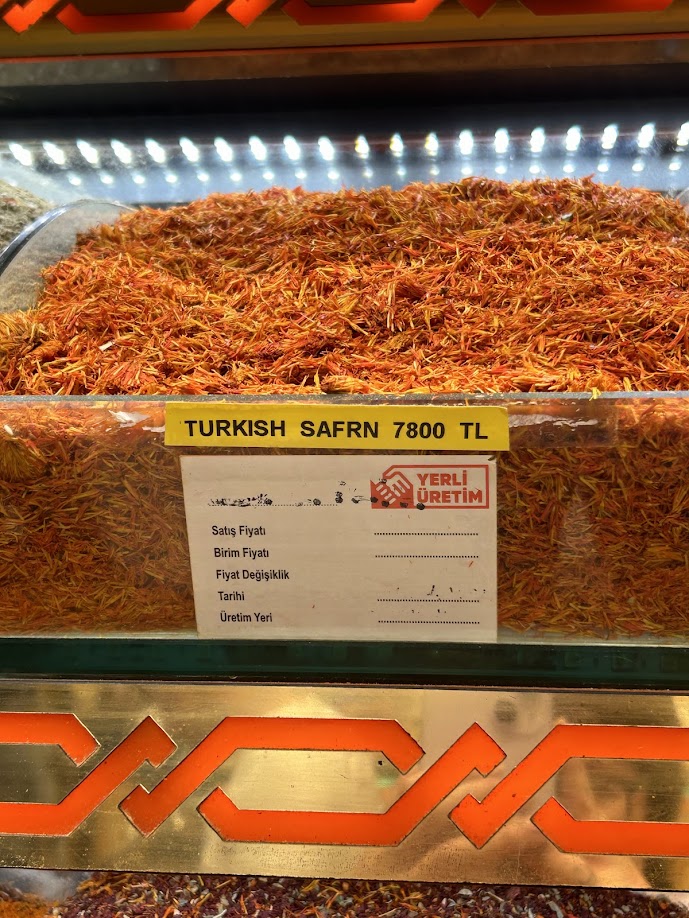 TURKISH SAFRN 7800 TL
YERLİ
ÜRETİM
Satış Fiyatı
Birim Fiyatı
Fiyat Değişiklik
Tarihi
Üretim Yeri